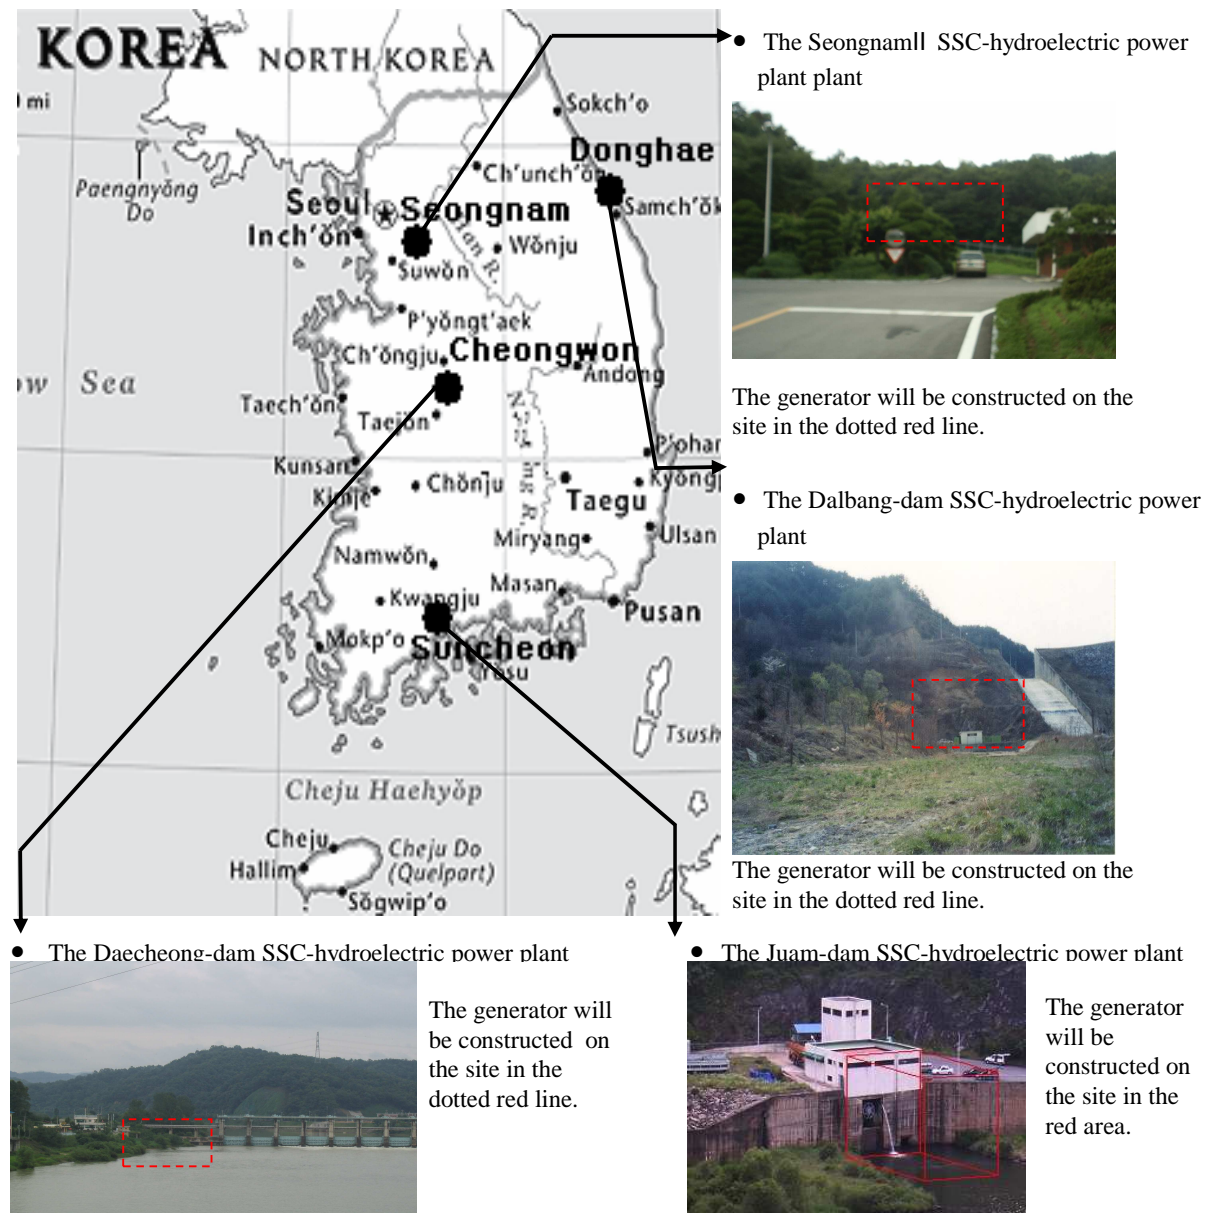 KOREA
NORTH KOREA
mi
Sokch'o
Donghae
Ch'unch'ŏn
Paengnyŏng
Do
Seoul
Seongnam
Samch'ŏk
Inch'ŏn
Han R.
Wŏnju
Suwŏn
P'yŏngt'aek
Ch'ŏngju
Cheongwon
Andong
Sea
Taech'ŏn
Taejŏn
P'ohan
Kunsan
Chŏnju
Kyŏngj
Kimje
Taegu
Ulsan
Miryang
Namwŏn
Masan
Kwangju
Pusan
Mokp'o
Suncheon
Yŏsu
Tsush
Cheju Haehyŏp
Cheju
Cheju Do
(Quelpart)
Hallim
Sŏgwip'o
• The SeongnamII SSC-hydroelectric power
plant plant
The generator will be constructed on the
site in the dotted red line.
• The Dalbang-dam SSC-hydroelectric power
plant
The generator will be constructed on the
site in the dotted red line.
• The Daecheong-dam SSC-hydroelectric power plant
The generator will
be constructed on
the site in the
dotted red line.
• The Juam-dam SSC-hydroelectric power plant
The generator
will be
constructed on
the site in the
red area.